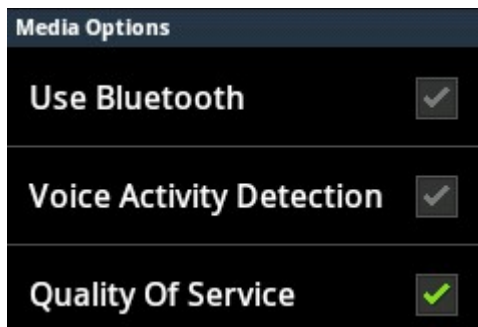 Media Options
Use Bluetooth
Voice Activity Detection
Quality Of Service